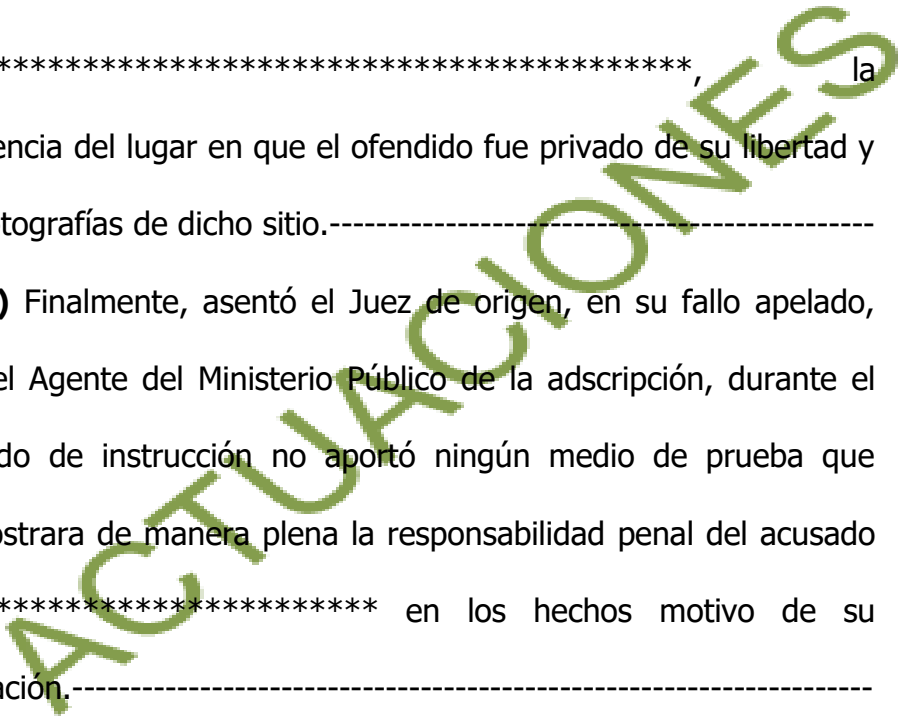 ****************************************, la
encia del lugar en que el ofendido fue privado de su libertad y
tografías de dicho sitio.-----------------------------------------------
) Finalmente, asentó el Juez de origen, en su fallo apelado,
el Agente del Ministerio Público de la adscripción, durante el
do de instrucción no aportó ningún medio de prueba que
ostrara de manera plena la responsabilidad penal del acusado
*********************** en los hechos motivo de su
ación.---------------------------------------------------------------------
ACTUACIONES